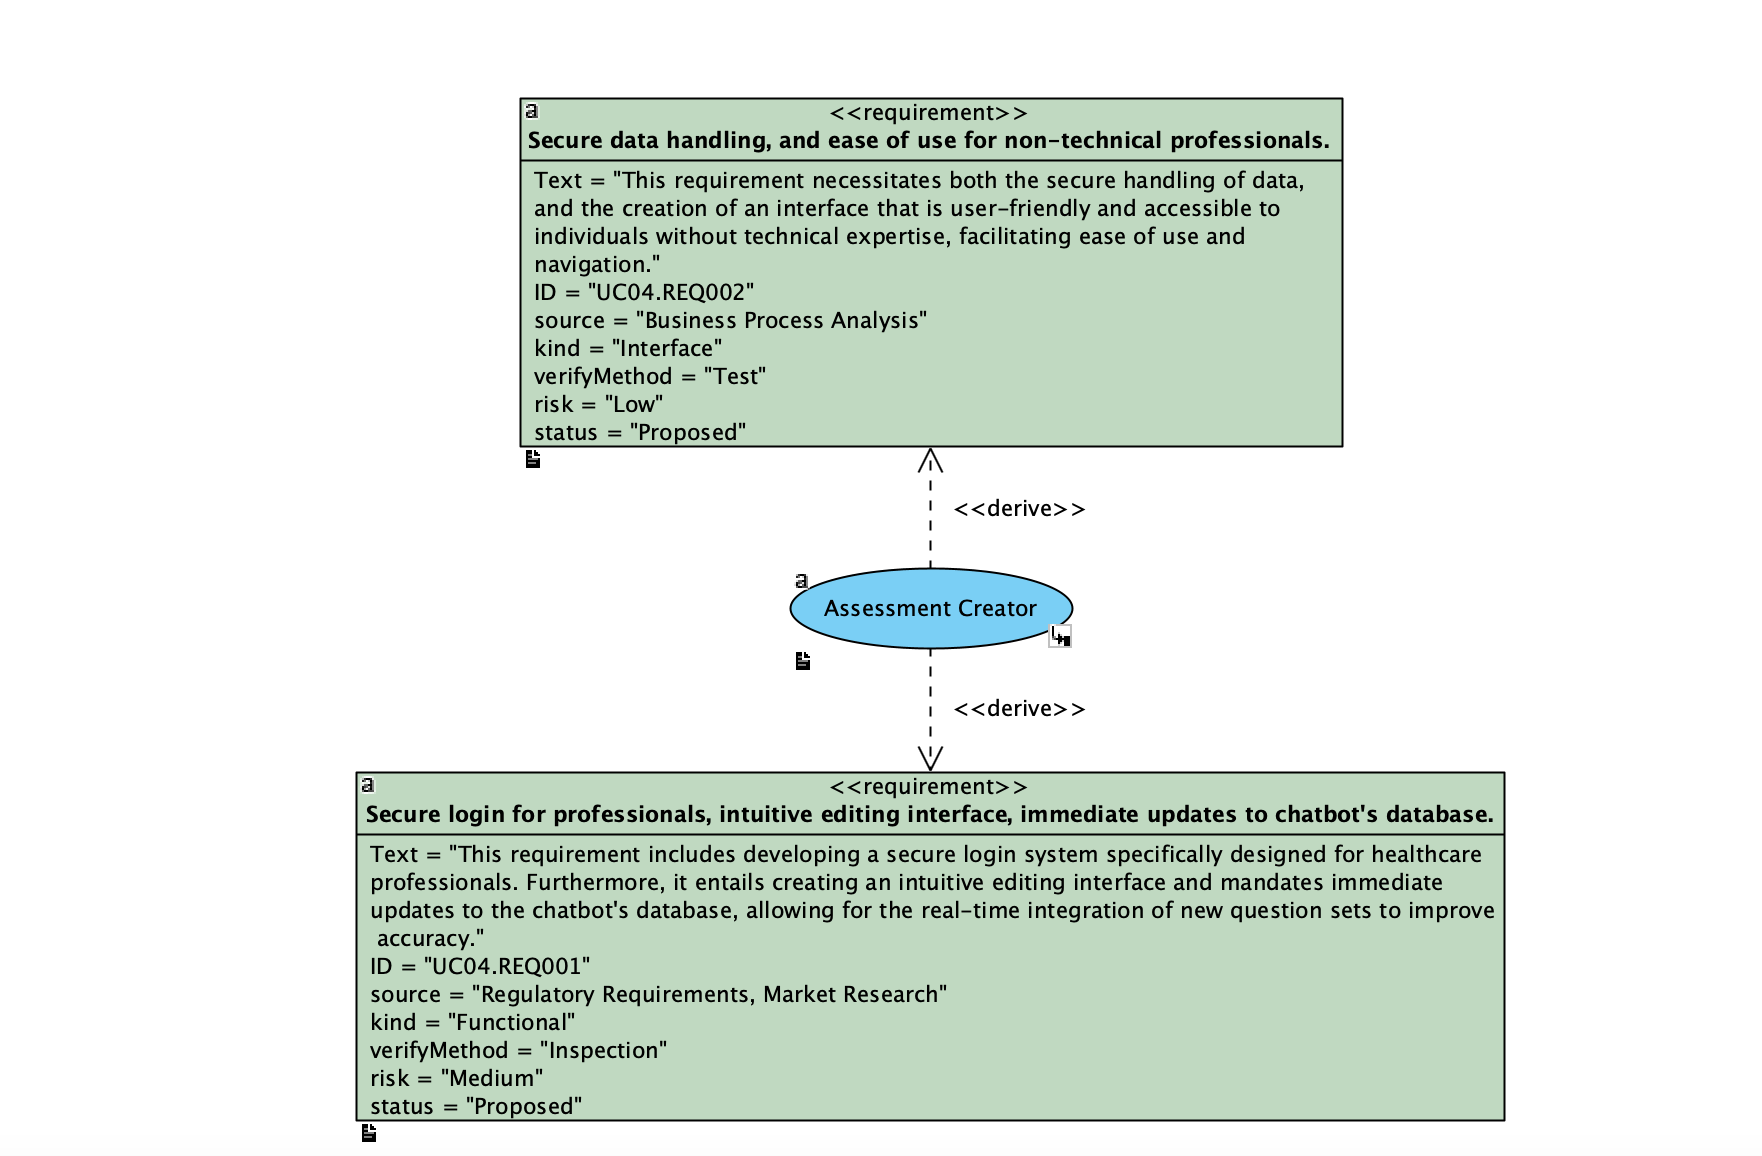 a
<<requirement>>
Secure data handling, and ease of use for non-technical professionals.
Text = "This requirement necessitates both the secure handling of data,
and the creation of an interface that is user-friendly and accessible to
individuals without technical expertise, facilitating ease of use and
navigation."
ID = "UC04.REQ002"
source = "Business Process Analysis"
kind = "Interface"
verifyMethod = "Test"
risk = "Low"
status = "Proposed"
<<derive>>
a
Assessment Creator
<<derive>>
a
<<requirement>>
Secure login for professionals, intuitive editing interface, immediate updates to chatbot's database.
Text = "This requirement includes developing a secure login system specifically designed for healthcare
professionals. Furthermore, it entails creating an intuitive editing interface and mandates immediate
updates to the chatbot's database, allowing for the real-time integration of new question sets to improve
accuracy."
ID = "UC04.REQ001"
source = "Regulatory Requirements, Market Research"
kind = "Functional"
verifyMethod = "Inspection"
risk = "Medium"
status = "Proposed"